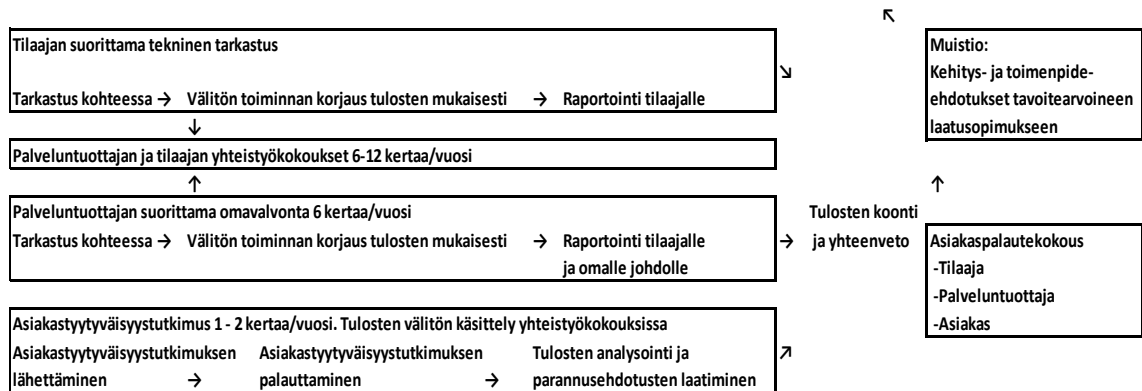 ↖
Tilaajan suorittama tekninen tarkastus
Tarkastus kohteessa → Välitön toiminnan korjaus tulosten mukaisesti → Raportointi tilaajalle
↘
↓
Palveluntuottajan ja tilaajan yhteistyökokoukset 6-12 kertaa/vuosi
↑
Palveluntuottajan suorittama omavalvonta 6 kertaa/vuosi
Tarkastus kohteessa → Välitön toiminnan korjaus tulosten mukaisesti → Raportointi tilaajalle
ja omalle johdolle
→
Asiakastyytyväisyystutkimus 1 - 2 kertaa/vuosi. Tulosten välitön käsittely yhteistyökokouksissa
Asiakastyytyväisyystutkimuksen Asiakastyytyväisyystutkimuksen Tulosten analysointi ja
lähettäminen → palauttaminen → parannusehdotusten laatiminen
↗
Tulosten koonti
ja yhteenveto
Muistio:
Kehitys- ja toimenpide-
ehdotukset tavoitearvoineen
laatusopimukseen
↑
Asiakaspalautekokous
-Tilaaja
-Palveluntuottaja
-Asiakas